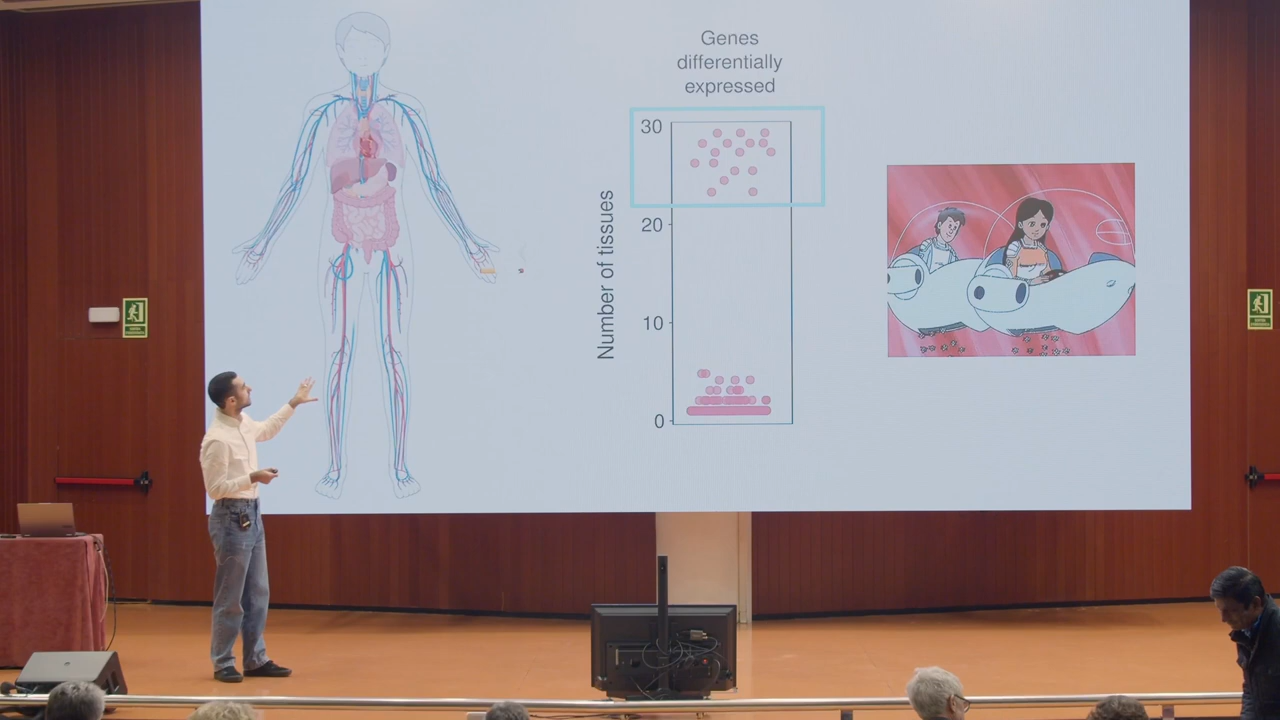 Genes
differentially
expressed
30
20
10
0
Number of tissues